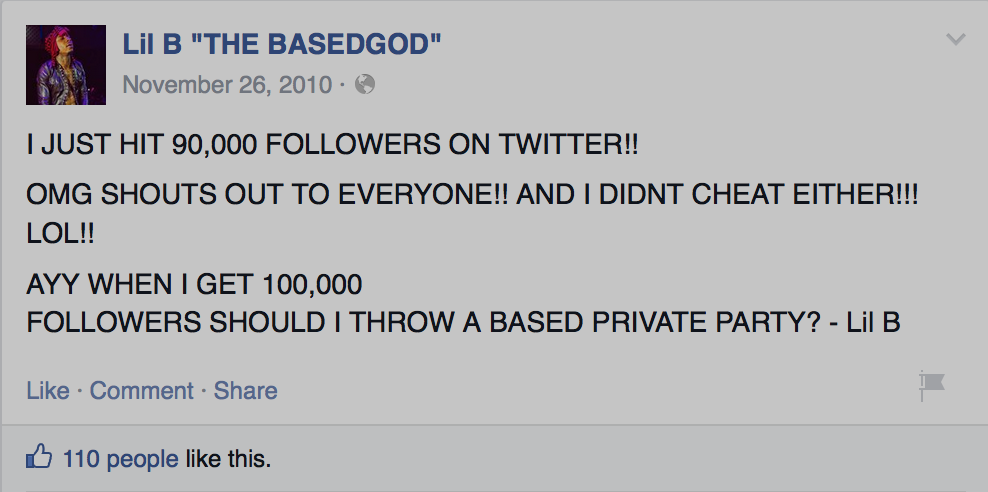 Lil B "THE BASEDGOD"
November 26, 2010 ·
I JUST HIT 90,000 FOLLOWERS ON TWITTER!!
OMG SHOUTS OUT TO EVERYONE!! AND I DIDNT CHEAT EITHER!!!
LOL!!
AYY WHEN I GET 100,000
FOLLOWERS SHOULD I THROW A BASED PRIVATE PARTY? - Lil B
Like · Comment · Share
110 people like this.